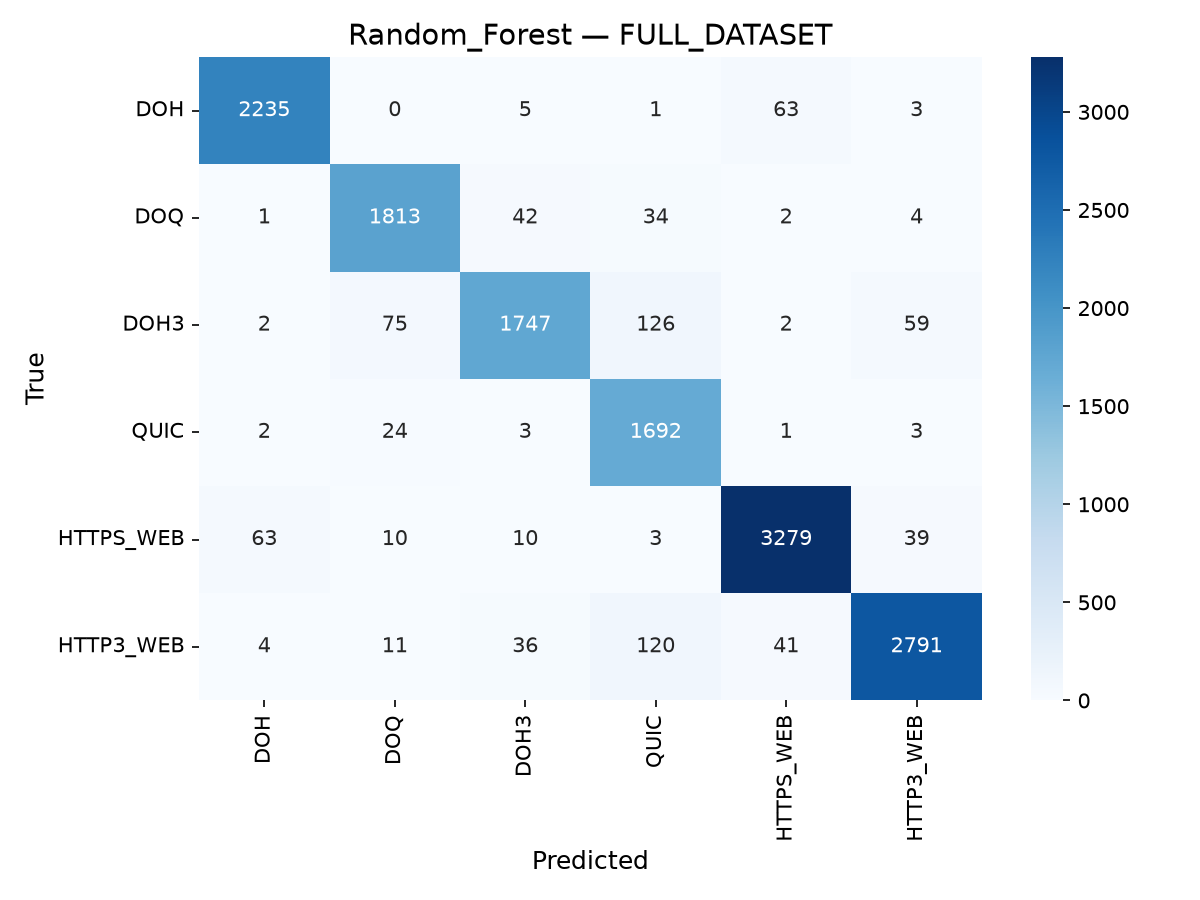 Random_Forest — FULL_DATASET
True
DOH 2235 0 5 1 63 3
DOQ 1 1813 42 34 2 4
DOH3 2 75 1747 126 2 59
QUIC 2 24 3 1692 1 3
HTTPS_WEB 63 10 10 3 3279 39
HTTP3_WEB 4 11 36 120 41 2791
DOH DOQ DOH3 QUIC HTTPS_WEB HTTP3_WEB
Predicted
3000
2500
2000
1500
1000
500
0